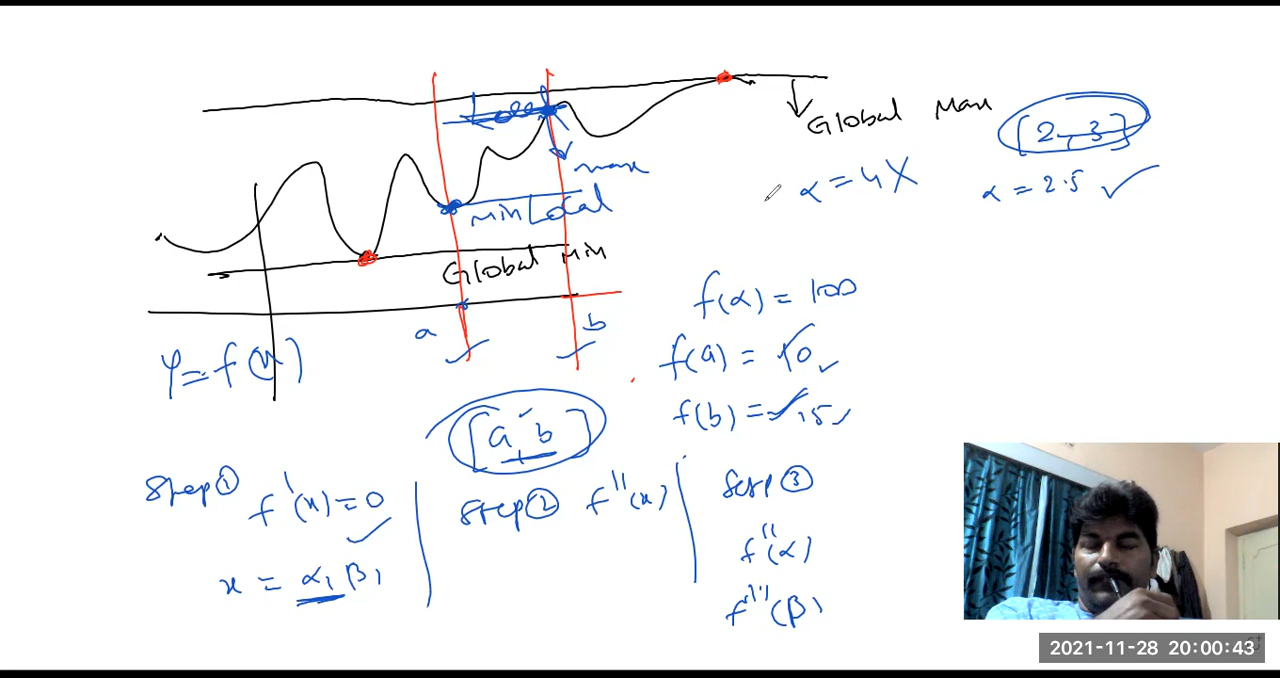 Local
Global Max
[2, 3]
max
α = 4 X
α = 2.5 ✓
Min Local
Global Min
f(α) = 100
a
b
y = f(x)
f(a) = 10 ✓
f(b) = 15 ✓
[a, b]
Step ①
f'(x) = 0
Step ② f''(x)
Step ③
f''(α)
x = α, β,
f''(β)
2021-11-28 20:00:43